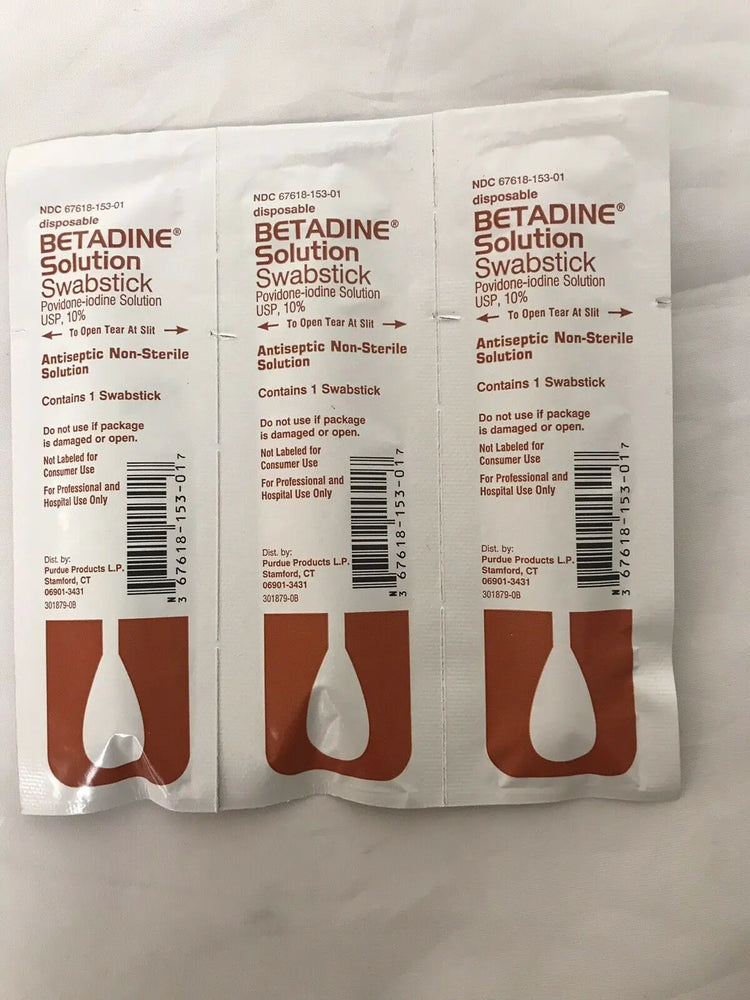 NDC 67618-153-01
disposable
BETADINE®
Solution
Swabstick
Povidone-iodine Solution
USP, 10%
To Open Tear At Slit
Antiseptic Non-Sterile
Solution
Contains 1 Swabstick
Do not use if package
is damaged or open.
Not Labeled for
Consumer Use
For Professional and
Hospital Use Only
Dist. by:
Purdue Products L.P.
Stamford, CT
06901-3431
301879-0B
N
3 67618-153-01 7
NDC 67618-153-01
disposable
BETADINE®
Solution
Swabstick
Povidone-iodine Solution
USP, 10%
To Open Tear At Slit
Antiseptic Non-Sterile
Solution
Contains 1 Swabstick
Do not use if package
is damaged or open.
Not Labeled for
Consumer Use
For Professional and
Hospital Use Only
Dist. by:
Purdue Products L.P.
Stamford, CT
06901-3431
301879-0B
N
3 67618-153-01 7
NDC 67618-153-01
disposable
BETADINE®
Solution
Swabstick
Povidone-iodine Solution
USP, 10%
To Open Tear At Slit
Antiseptic Non-Sterile
Solution
Contains 1 Swabstick
Do not use if package
is damaged or open.
Not Labeled for
Consumer Use
For Professional and
Hospital Use Only
Dist. by:
Purdue Products L.P.
Stamford, CT
06901-3431
301879-0B
N
3 67618-153-01 7